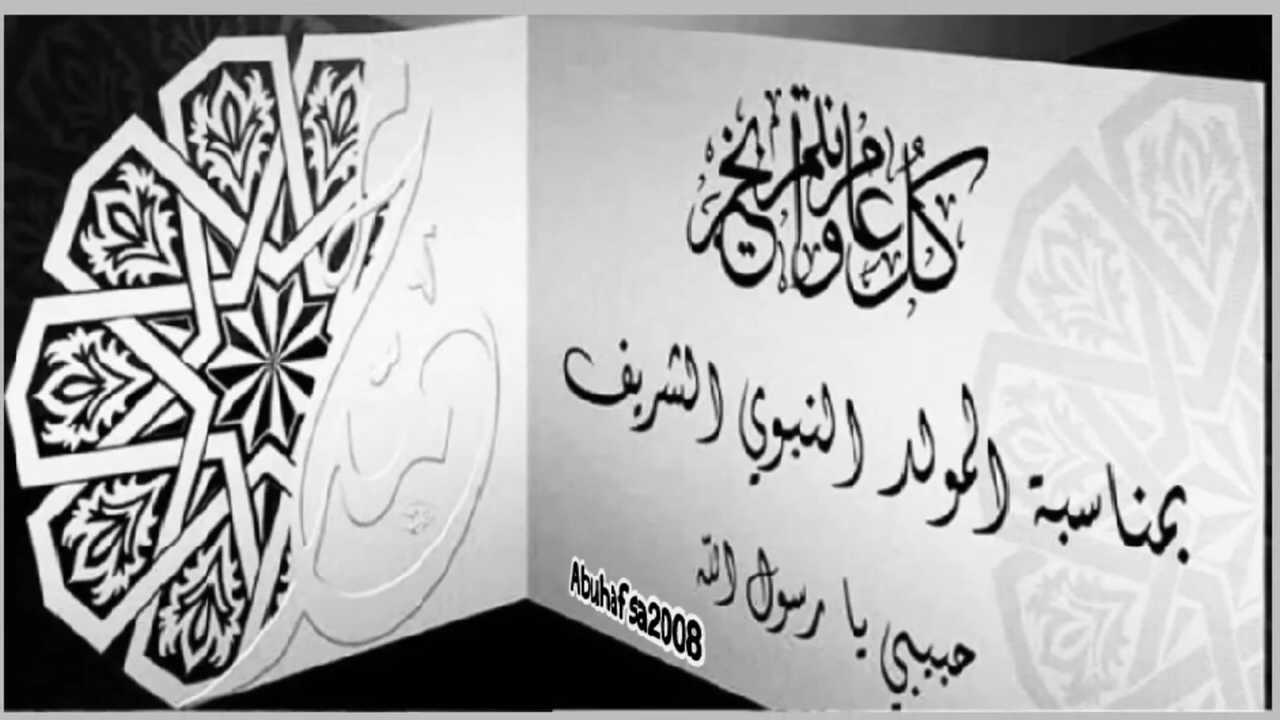 كل عام وانتم بخير
بمناسبة المولد النبوي الشريف
حبيبي يا رسول الله
Abuhafsa2008